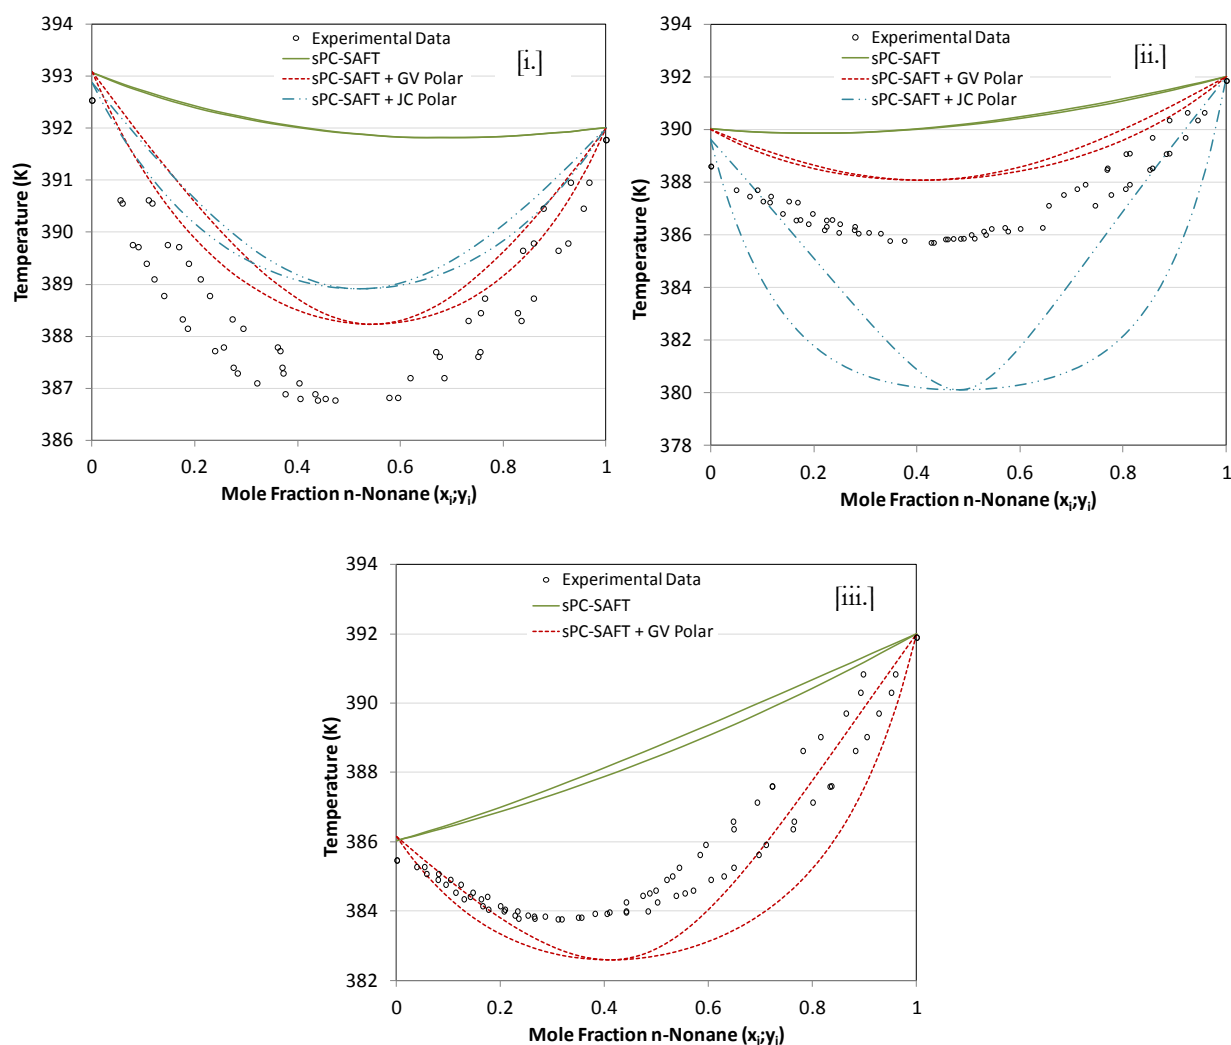 394
393
392
391
390
389
388
387
386
0
0.2
0.4
0.6
0.8
1
Temperature (K)
Mole Fraction n-Nonane (xi;yi)
Experimental Data
sPC-SAFT
sPC-SAFT + GV Polar
sPC-SAFT + JC Polar
[i.]
394
392
390
388
386
384
382
380
378
0
0.2
0.4
0.6
0.8
1
Temperature (K)
Mole Fraction n-Nonane (xi;yi)
Experimental Data
sPC-SAFT
sPC-SAFT + GV Polar
sPC-SAFT + JC Polar
[ii.]
394
392
390
388
386
384
382
0
0.2
0.4
0.6
0.8
1
Temperature (K)
Mole Fraction n-Nonane (xi;yi)
Experimental Data
sPC-SAFT
sPC-SAFT + GV Polar
[iii.]